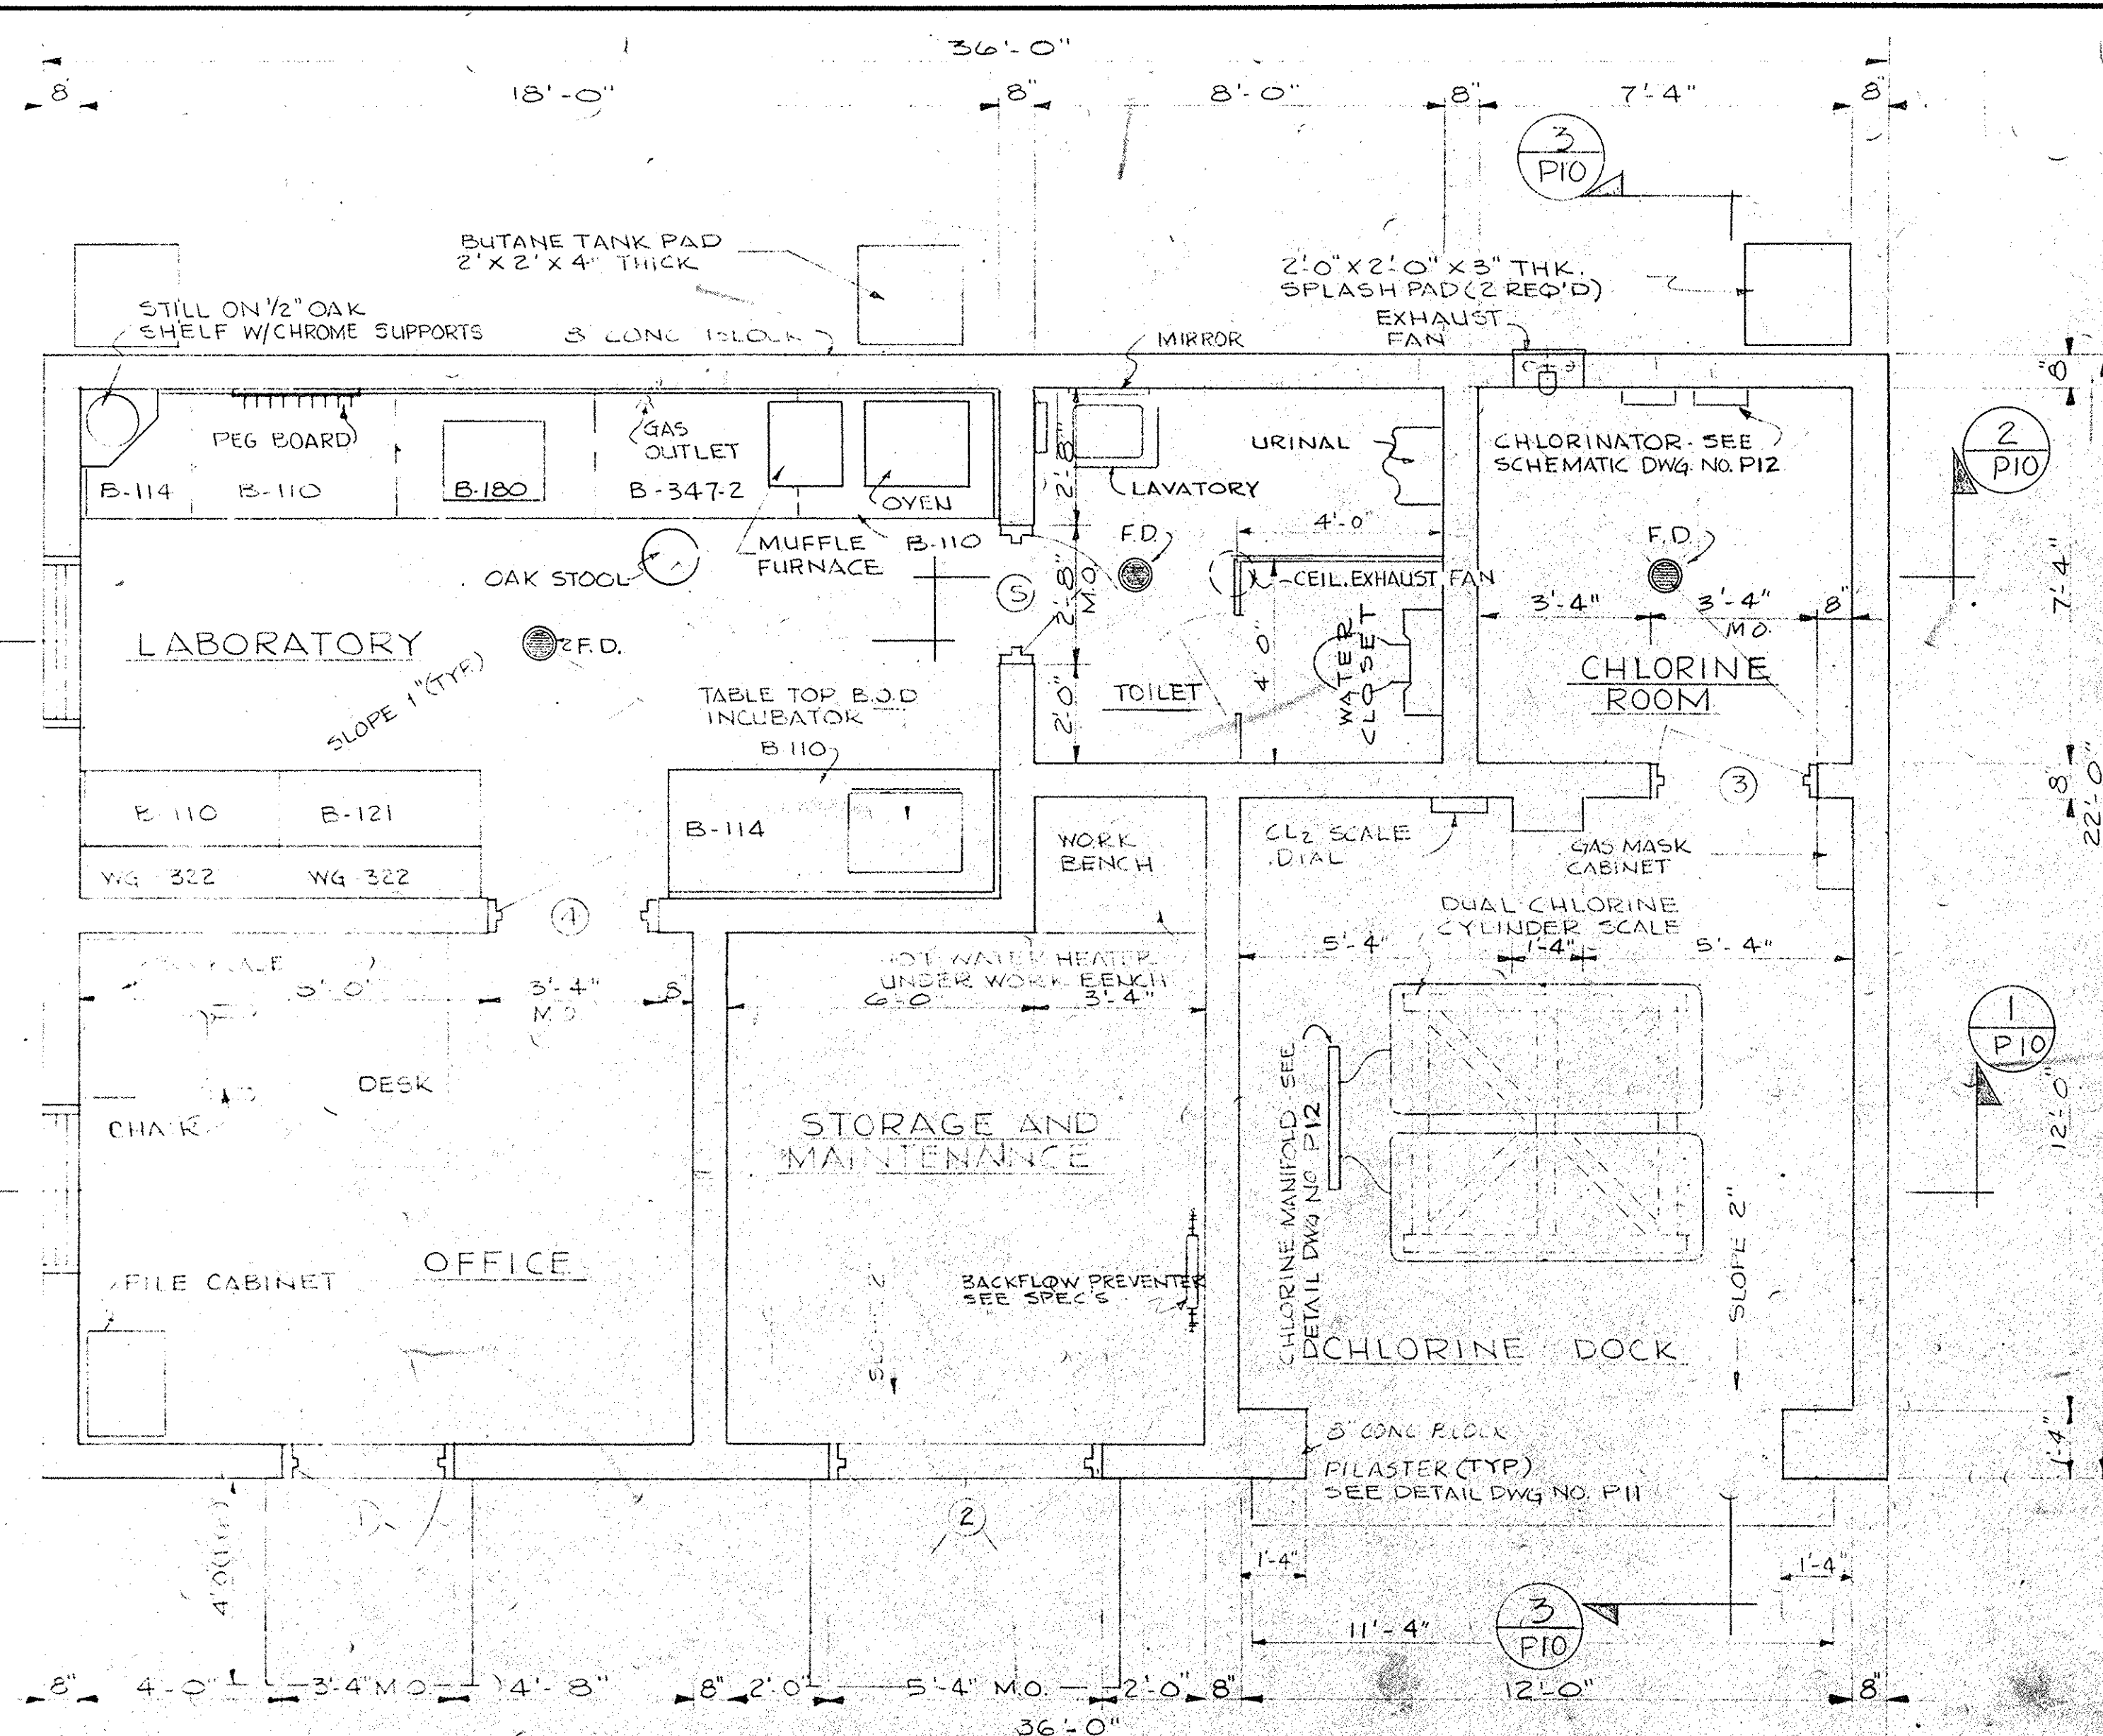 36'-0"
8"
18'-0"
8"
8'-0"
8"
7'-4"
8"
3
P10
BUTANE TANK PAD
2' X 2' X 4" THICK
2'-0" X 2'-0" X 3" THK.
SPLASH PAD (2 REQ'D)
EXHAUST
FAN
STILL ON 1/2" OAK
SHELF W/CHROME SUPPORTS
8" CONC BLOCK
MIRROR
8"
PEG BOARD
GAS
OUTLET
URINAL
CHLORINATOR - SEE
SCHEMATIC DWG. NO. P12
2
P10
B-114
B-110
B-180
B-347-2
OVEN
2'-8"
LAVATORY
MUFFLE
FURNACE
B-110
4'-0"
F.D.
F.D.
OAK STOOL
5
2'-8"
M.O.
CEIL. EXHAUST FAN
3'-4"
3'-4"
M.O.
8"
7'-4"
LABORATORY
F.D.
SLOPE 1" (TYP.)
4'-0"
WATER
CLOSET
CHLORINE
ROOM
TABLE TOP B.O.D
INCUBATOR
B-110
2'-0"
TOILET
B-110
B-121
B-114
WORK
BENCH
CL2 SCALE
DIAL
3
GAS MASK
CABINET
8"
22'-0"
WG-322
WG-322
4
DUAL CHLORINE
CYLINDER SCALE
HOT WATER HEATER
UNDER WORK BENCH
5'-4"
1'-4"
5'-4"
3'-4"
M.O.
8"
6'-0"
3'-4"
1
P10
DESK
CHAIR
STORAGE AND
MAINTENANCE
CHLORINE MANIFOLD - SEE
DETAIL DWG NO P12
12'-0"
OFFICE
FILE CABINET
BACKFLOW PREVENTER
SEE SPEC'S
SLOPE 2"
CHLORINE DOCK
8" CONC BLOCK
PILASTER (TYP.)
SEE DETAIL DWG NO. P11
1'-4"
2
1'-4"
1'-4"
3
P10
11'-4"
8"
4'-0"
3'-4" M.O.
4'-8"
8"
2'-0"
5'-4" M.O.
2'-0"
8"
12'-0"
8"
36'-0"